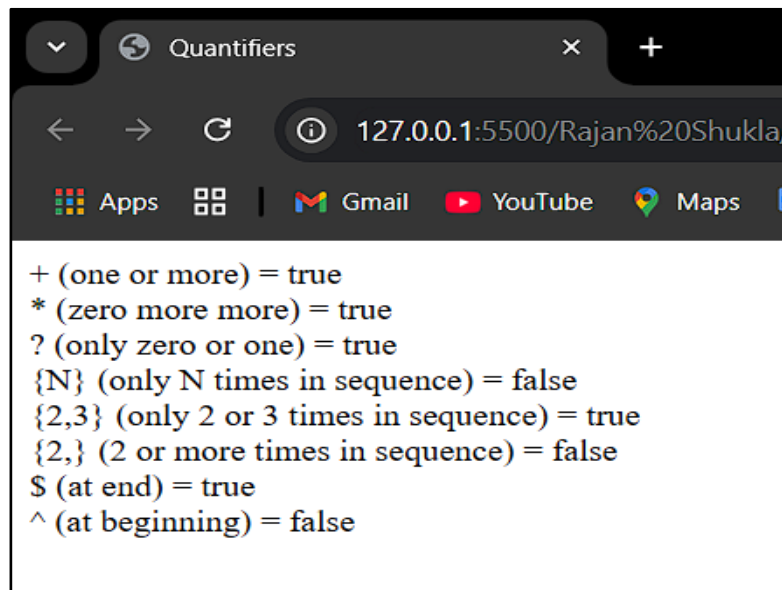 Quantifiers
127.0.0.1:5500/Rajan%20Shukla/
Apps Gmail YouTube Maps
+ (one or more) = true
* (zero more more) = true
? (only zero or one) = true
{N} (only N times in sequence) = false
{2,3} (only 2 or 3 times in sequence) = true
{2,} (2 or more times in sequence) = false
$ (at end) = true
^ (at beginning) = false